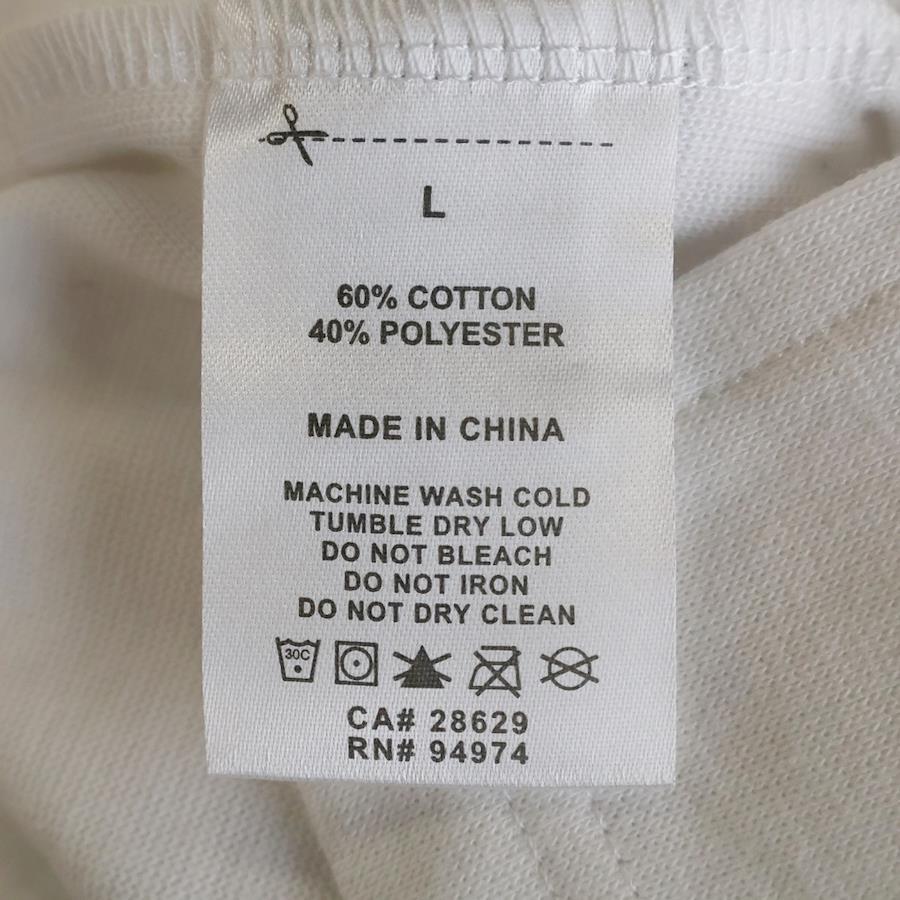 L
60% COTTON
40% POLYESTER
MADE IN CHINA
MACHINE WASH COLD
TUMBLE DRY LOW
DO NOT BLEACH
DO NOT IRON
DO NOT DRY CLEAN
30C
CA# 28629
RN# 94974